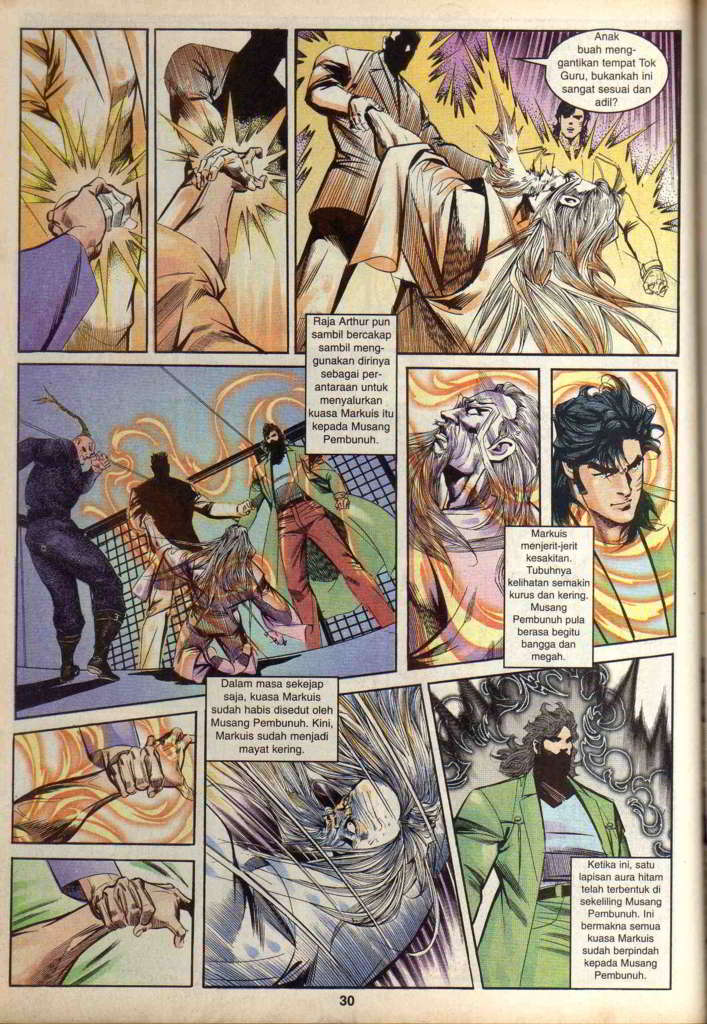 Anak
buah meng-
gantikan tempat Tok
Guru, bukankah ini
sangat sesuai dan
adil?
Raja Arthur pun
sambil bercakap
sambil meng-
gunakan dirinya
sebagai per-
antaraan untuk
menyalurkan
kuasa Markuis itu
kepada Musang
Pembunuh.
Markuis
menjerit-jerit
kesakitan.
Tubuhnya
kelihatan semakin
kurus dan kering.
Musang
Pembunuh pula
berasa begitu
bangga dan
megah.
Dalam masa sekejap
saja, kuasa Markuis
sudah habis disedut oleh
Musang Pembunuh. Kini,
Markuis sudah menjadi
mayat kering.
Ketika ini, satu
lapisan aura hitam
telah terbentuk di
sekeliling Musang
Pembunuh. Ini
bermakna semua
kuasa Markuis
sudah berpindah
kepada Musang
Pembunuh.
30